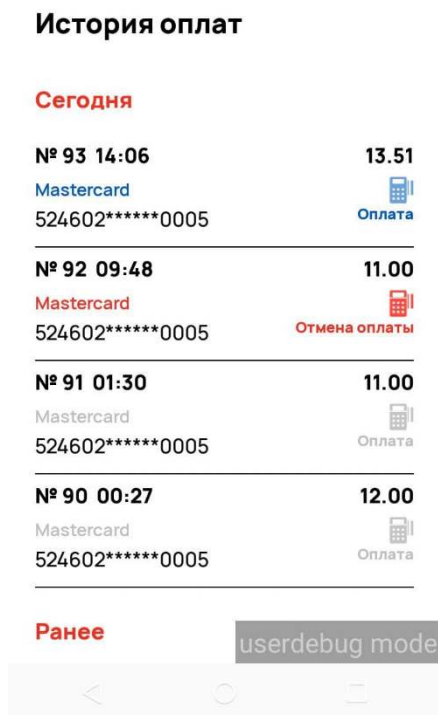 История оплат
Сегодня
№ 93 14:06 13.51
Mastercard
524602******0005 Оплата
№ 92 09:48 11.00
Mastercard
524602******0005 Отмена оплаты
№ 91 01:30 11.00
Mastercard
524602******0005 Оплата
№ 90 00:27 12.00
Mastercard
524602******0005 Оплата
Ранее
userdebug mode